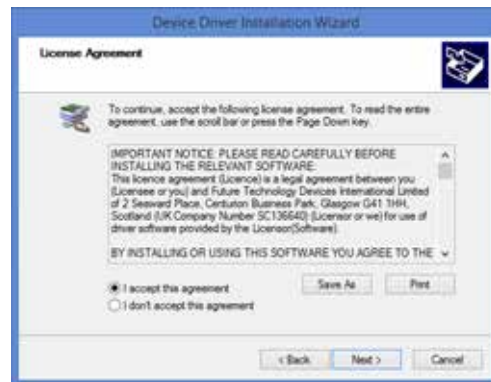 Device Driver Installation Wizard
License Agreement
To continue, accept the following license agreement. To read the entire
agreement, use the scroll bar or press the Page Down key.
IMPORTANT NOTICE: PLEASE READ CAREFULLY BEFORE
INSTALLING THE RELEVANT SOFTWARE.
This licence agreement (Licence) is a legal agreement between you
(Licensee or you) and Future Technology Devices International Limited
of 2 Seaward Place, Centurion Business Park, Glasgow G41 1HH,
Scotland (UK Company Number SC136640) (Licensor or we) for use of
driver software provided by the Licensor(Software).
BY INSTALLING OR USING THIS SOFTWARE YOU AGREE TO THE
I accept this agreement
Save As
Print
I don't accept this agreement
< Back
Next >
Cancel